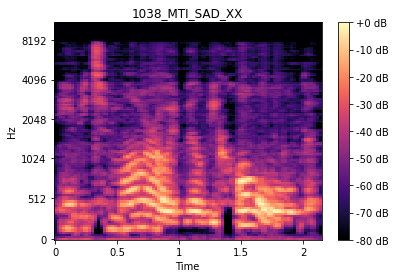 1038_MTI_SAD_XX
8192
4096
2048
1024
512
0
Hz
0
0.5
1
1.5
2
Time
+0 dB
-10 dB
-20 dB
-30 dB
-40 dB
-50 dB
-60 dB
-70 dB
-80 dB